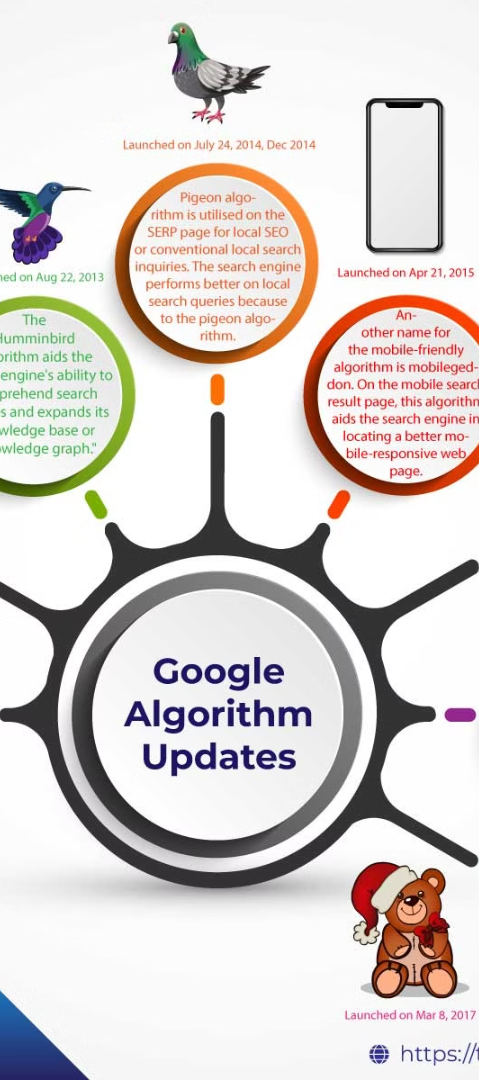 Launched on July 24, 2014, Dec 2014
Pigeon algo-
rithm is utilised on the
SERP page for local SEO
or conventional local search
inquiries. The search engine
performs better on local
search queries because
to the pigeon algo-
rithm.
on Aug 22, 2013
The
Humminbird
aids the
engine's ability to
search
and expands its
base or
graph."
Launched on Apr 21, 2015
An-
other name for
the mobile-friendly
algorithm is mobileged-
don. On the mobile search
result page, this algorithm
aids the search engine in
locating a better mo-
bile-responsive web
page.
Google
Algorithm
Updates
Launched on Mar 8, 2017
https://t